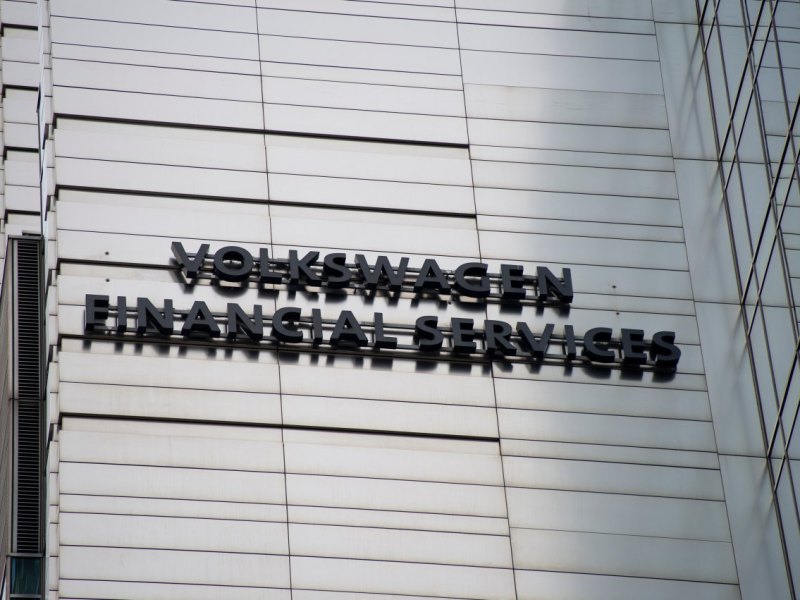 VOLKSWAGEN
FINANCIAL SERVICES